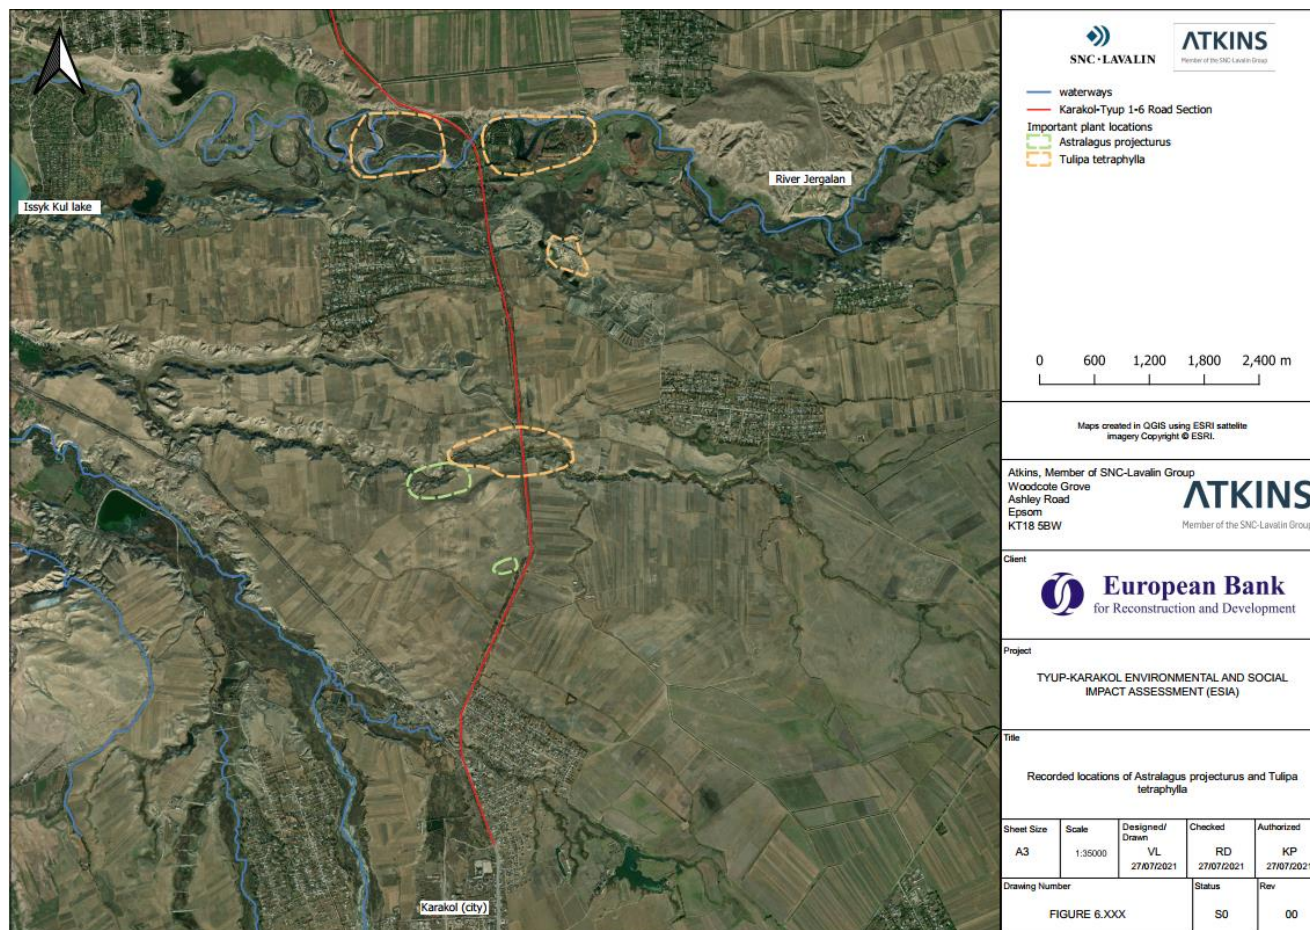 Issyk Kul lake
River Jergalan
Karakol (city)
SNC·LAVALIN
ATKINS
Member of the SNC-Lavalin Group
waterways
Karakol-Tyup 1-6 Road Section
Important plant locations
Astralagus projecturus
Tulipa tetraphylla
0 600 1,200 1,800 2,400 m
Maps created in QGIS using ESRI sattelite
imagery Copyright © ESRI.
Atkins, Member of SNC-Lavalin Group
Woodcote Grove
Ashley Road
Epsom
KT18 5BW
ATKINS
Member of the SNC-Lavalin Group
Client
European Bank
for Reconstruction and Development
Project
TYUP-KARAKOL ENVIRONMENTAL AND SOCIAL
IMPACT ASSESSMENT (ESIA)
Title
Recorded locations of Astralagus projecturus and Tulipa
tetraphylla
Sheet Size
A3
Scale
1:35000
Designed/
Drawn
VL
27/07/2021
Checked
RD
27/07/2021
Authorized
KP
27/07/2021
Drawing Number
FIGURE 6.XXX
Status
S0
Rev
00